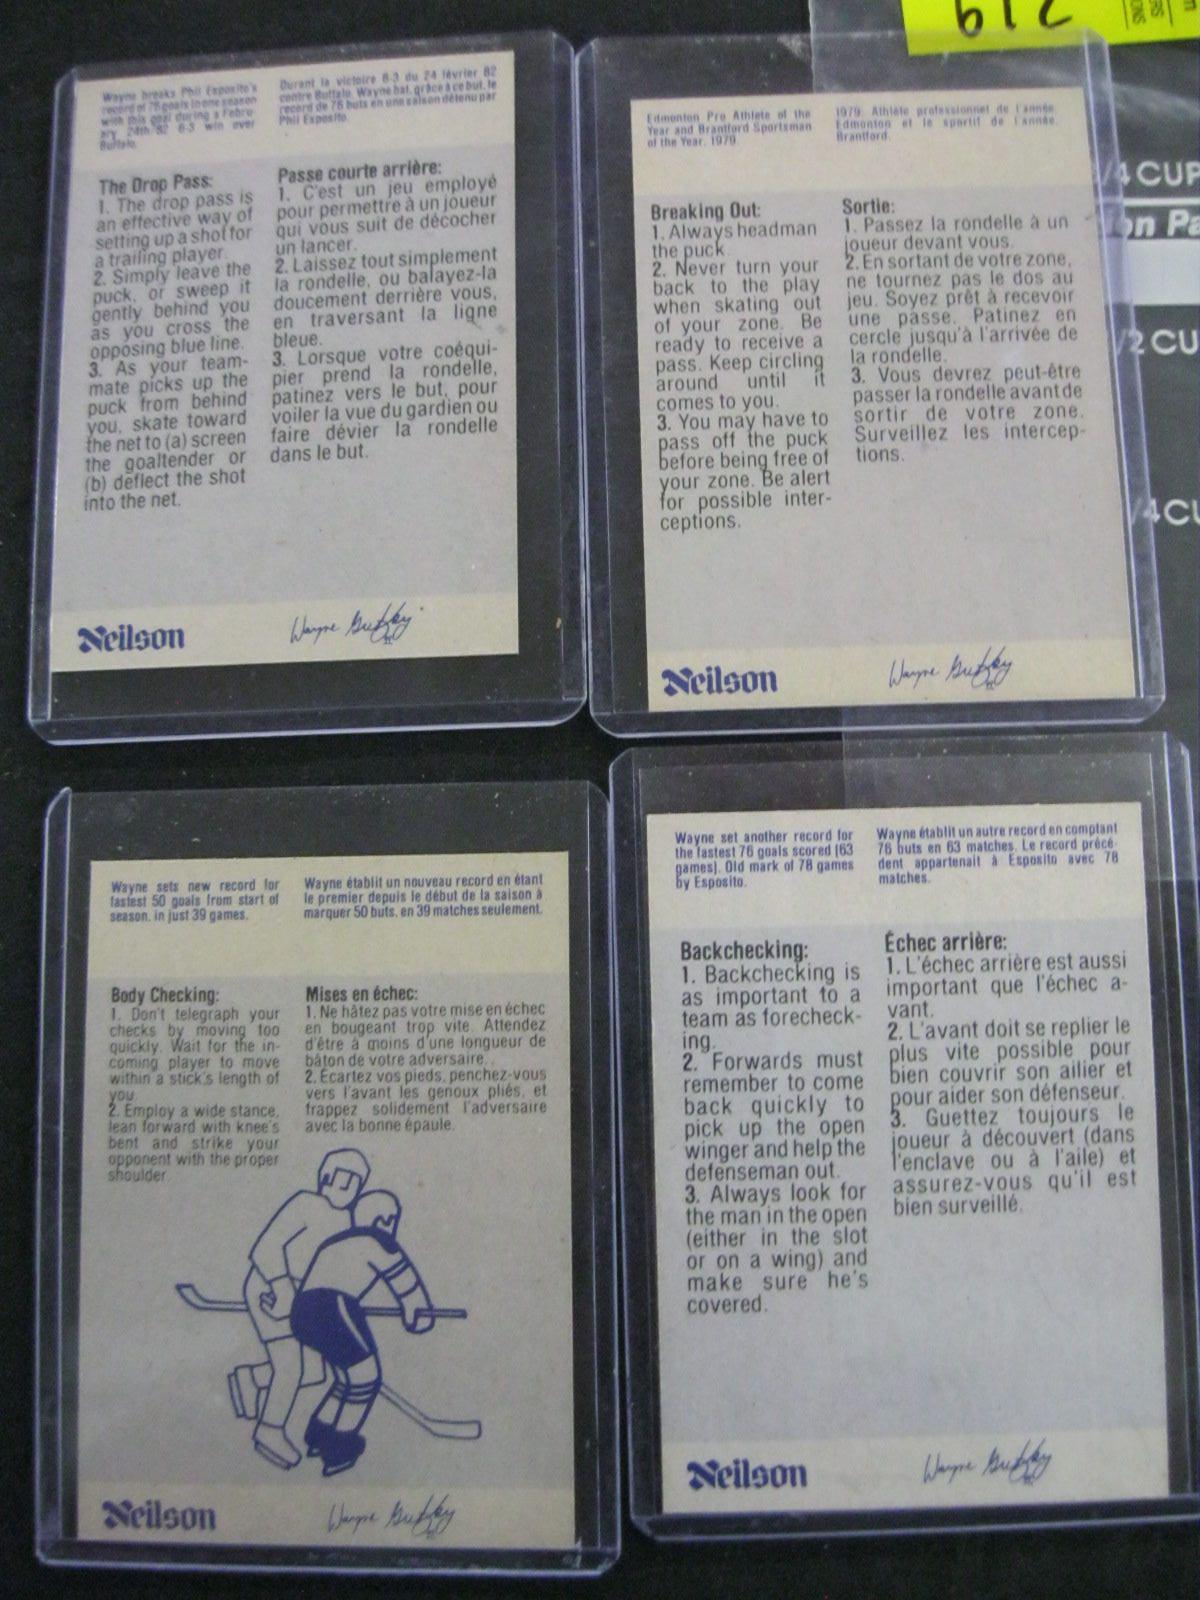 219
Wayne breaks Phil Esposito's
record of 76 goals in one season
with this goal during a Febru-
ary 24th '82 6-3 win over
Buffalo.
Durant la victoire 6-3 du 24 février 82
contre Buffalo, Wayne bat, grâce à ce but, le
record de 76 buts en une saison détenu par
Phil Esposito.
The Drop Pass:
1. The drop pass is
an effective way of
setting up a shot for
a trailing player.
2. Simply leave the
puck, or sweep it
gently behind you
as you cross the
opposing blue line.
3. As your team-
mate picks up the
puck from behind
you, skate toward
the net to (a) screen
the goaltender or
(b) deflect the shot
into the net.
Passe courte arrière:
1. C'est un jeu employé
pour permettre à un joueur
qui vous suit de décocher
un lancer.
2. Laissez tout simplement
la rondelle, ou balayez-la
doucement derrière vous,
en traversant la ligne
bleue.
3. Lorsque votre coéqui-
pier prend la rondelle,
patinez vers le but, pour
voiler la vue du gardien ou
faire dévier la rondelle
dans le but.
Neilson
Wayne Gretzky
Edmonton Pro Athlete of the
Year and Brantford Sportsman
of the Year, 1979.
1979: Athlète professionnel de l'année,
Edmonton et le sportif de l'année,
Brantford.
Breaking Out:
1. Always headman
the puck.
2. Never turn your
back to the play
when skating out
of your zone. Be
ready to receive a
pass. Keep circling
around until it
comes to you.
3. You may have to
pass off the puck
before being free of
your zone. Be alert
for possible inter-
ceptions.
Sortie:
1. Passez la rondelle à un
joueur devant vous.
2. En sortant de votre zone,
ne tournez pas le dos au
jeu. Soyez prêt à recevoir
une passe. Patinez en
cercle jusqu'à l'arrivée de
la rondelle.
3. Vous devrez peut-être
passer la rondelle avant de
sortir de votre zone.
Surveillez les intercep-
tions.
Neilson
Wayne Gretzky
/4 CUP
on Pa
/2 CU
/4 CU
Wayne sets new record for
fastest 50 goals from start of
season, in just 39 games.
Wayne établit un nouveau record en étant
le premier depuis le début de la saison à
marquer 50 buts, en 39 matches seulement.
Body Checking:
1. Don't telegraph your
checks by moving too
quickly. Wait for the in-
coming player to move
within a stick's length of
you.
2. Employ a wide stance,
lean forward with knee's
bent and strike your
opponent with the proper
shoulder.
Mises en échec:
1. Ne hâtez pas votre mise en échec
en bougeant trop vite. Attendez
d'être à moins d'une longueur de
bâton de votre adversaire.
2. Écartez vos pieds, penchez-vous
vers l'avant les genoux pliés, et
frappez solidement l'adversaire
avec la bonne épaule.
Neilson
Wayne Gretzky
Wayne set another record for
the fastest 76 goals scored (63
games). Old mark of 78 games
by Esposito.
Wayne établit un autre record en comptant
76 buts en 63 matches. Le record précé-
dent appartenait à Esposito avec 78
matches.
Backchecking:
1. Backchecking is
as important to a
team as forecheck-
ing.
2. Forwards must
remember to come
back quickly to
pick up the open
winger and help the
defenseman out.
3. Always look for
the man in the open
(either in the slot
or on a wing) and
make sure he's
covered.
Échec arrière:
1. L'échec arrière est aussi
important que l'échec a-
vant.
2. L'avant doit se replier le
plus vite possible pour
bien couvrir son ailier et
pour aider son défenseur.
3. Guettez toujours le
joueur à découvert (dans
l'enclave ou à l'aile) et
assurez-vous qu'il est
bien surveillé.
Neilson
Wayne Gretzky